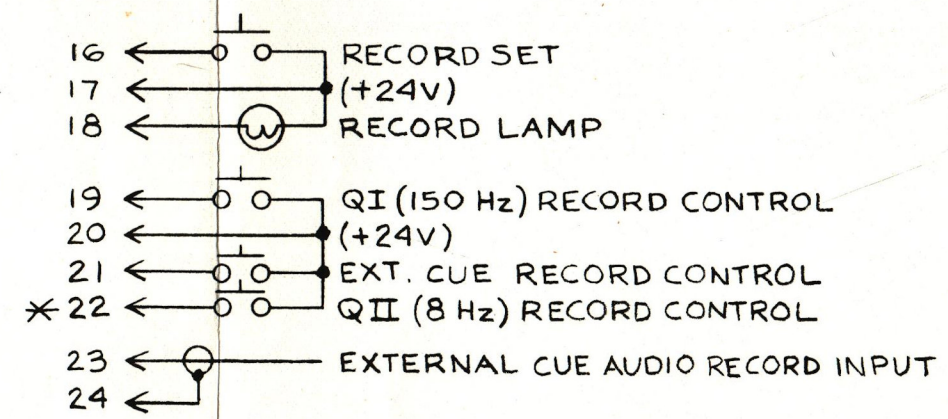 16 RECORD SET
17 (+24V)
18 RECORD LAMP
19 QI (150 Hz) RECORD CONTROL
20 (+24V)
21 EXT. CUE RECORD CONTROL
*22 QII (8 Hz) RECORD CONTROL
23 EXTERNAL CUE AUDIO RECORD INPUT
24